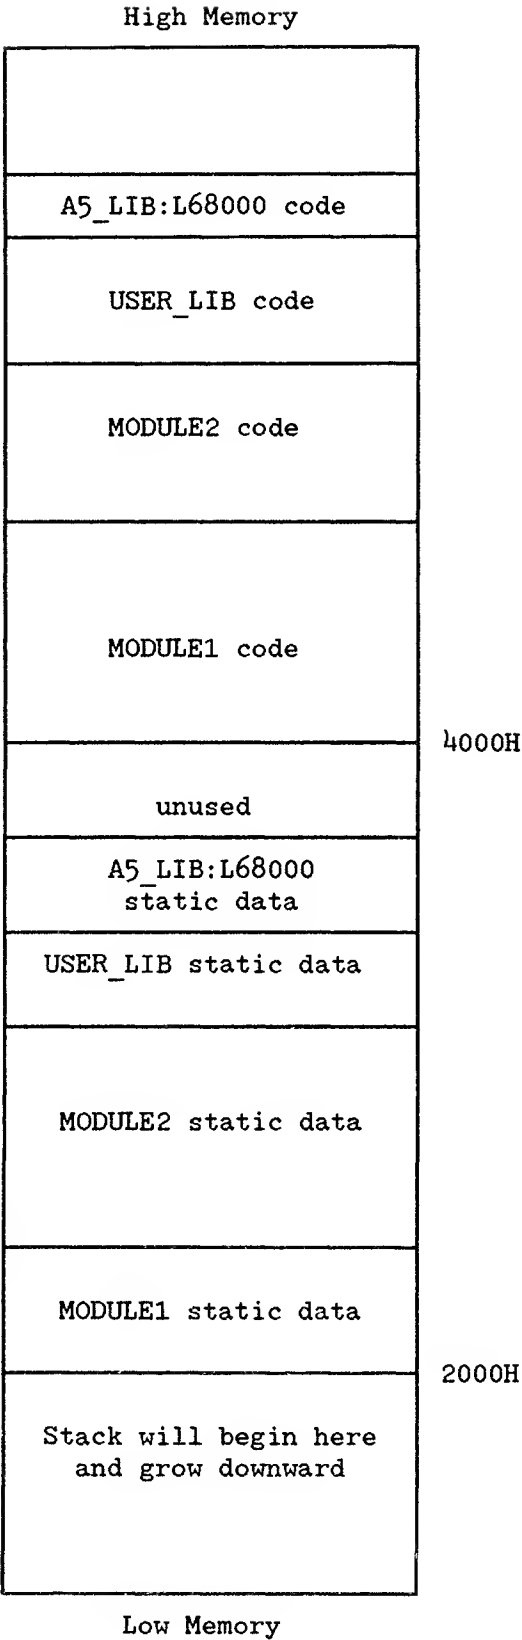 High Memory
A5_LIB:L68000 code
USER_LIB code
MODULE2 code
MODULE1 code
4000H
unused
A5_LIB:L68000
static data
USER_LIB static data
MODULE2 static data
MODULE1 static data
2000H
Stack will begin here
and grow downward
Low Memory